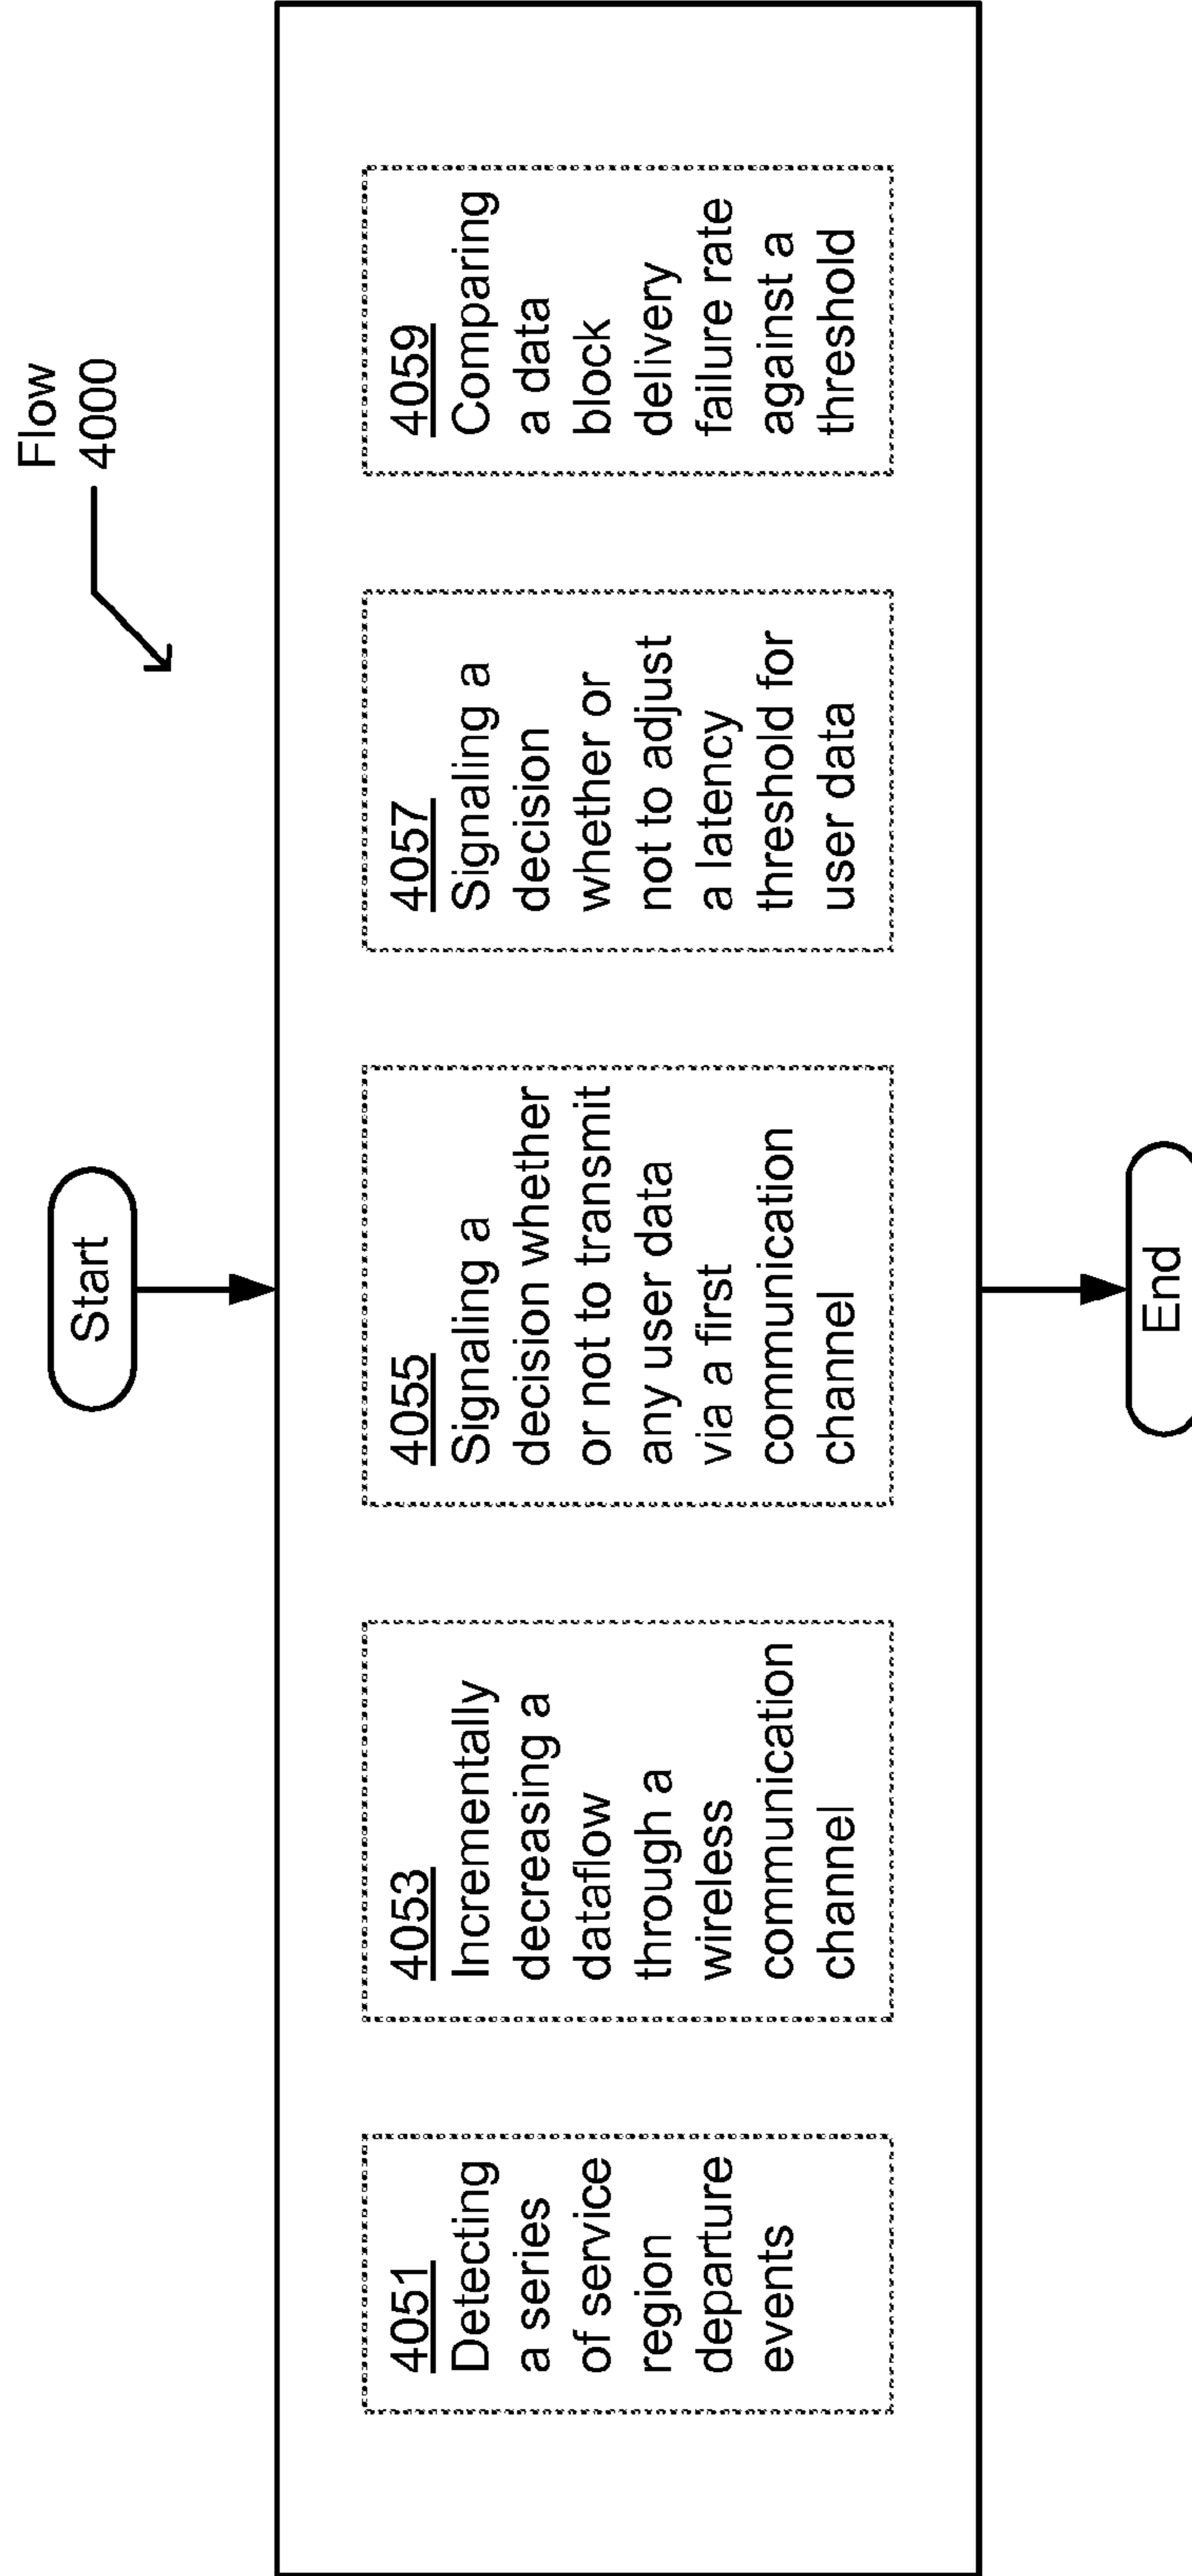 Flow
4000
Start
4051
Detecting
a series
of service
region
departure
events
4053
Incrementally
decreasing a
dataflow
through a
wireless
communication
channel
4055
Signaling a
decision whether
or not to transmit
any user data
via a first
communication
channel
4057
Signaling a
decision
whether or
not to adjust
a latency
threshold for
user data
4059
Comparing
a data
block
delivery
failure rate
against a
threshold
End